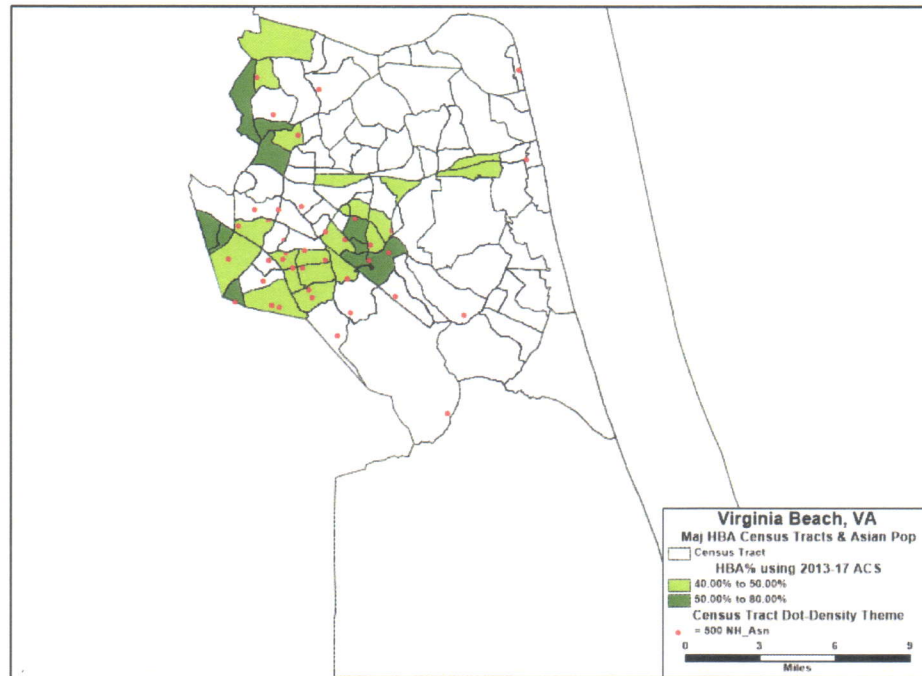 Virginia Beach, VA
Maj HBA Census Tracts & Asian Pop
Census Tract
HBA% using 2013-17 ACS
40.00% to 50.00%
50.00% to 80.00%
Census Tract Dot-Density Theme
= 500 NH_Asn
0 3 6 9
Miles